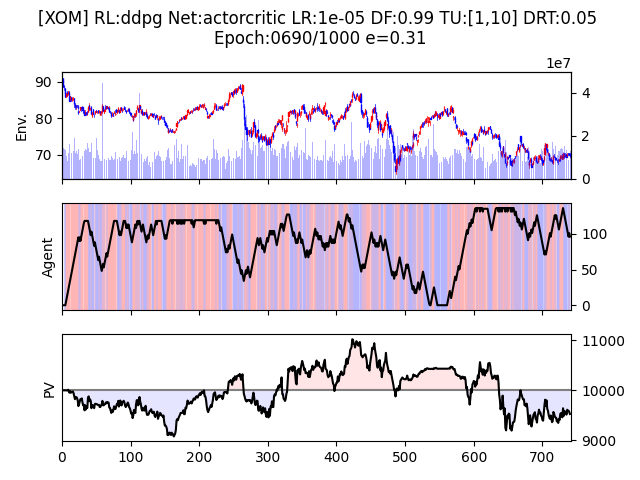 [XOM] RL:ddpg Net:actorcritic LR:1e-05 DF:0.99 TU:[1,10] DRT:0.05
Epoch:0690/1000 e=0.31
1e7
90
80
70
Env.
4
2
0
Agent
100
50
0
PV
11000
10000
9000
0 100 200 300 400 500 600 700